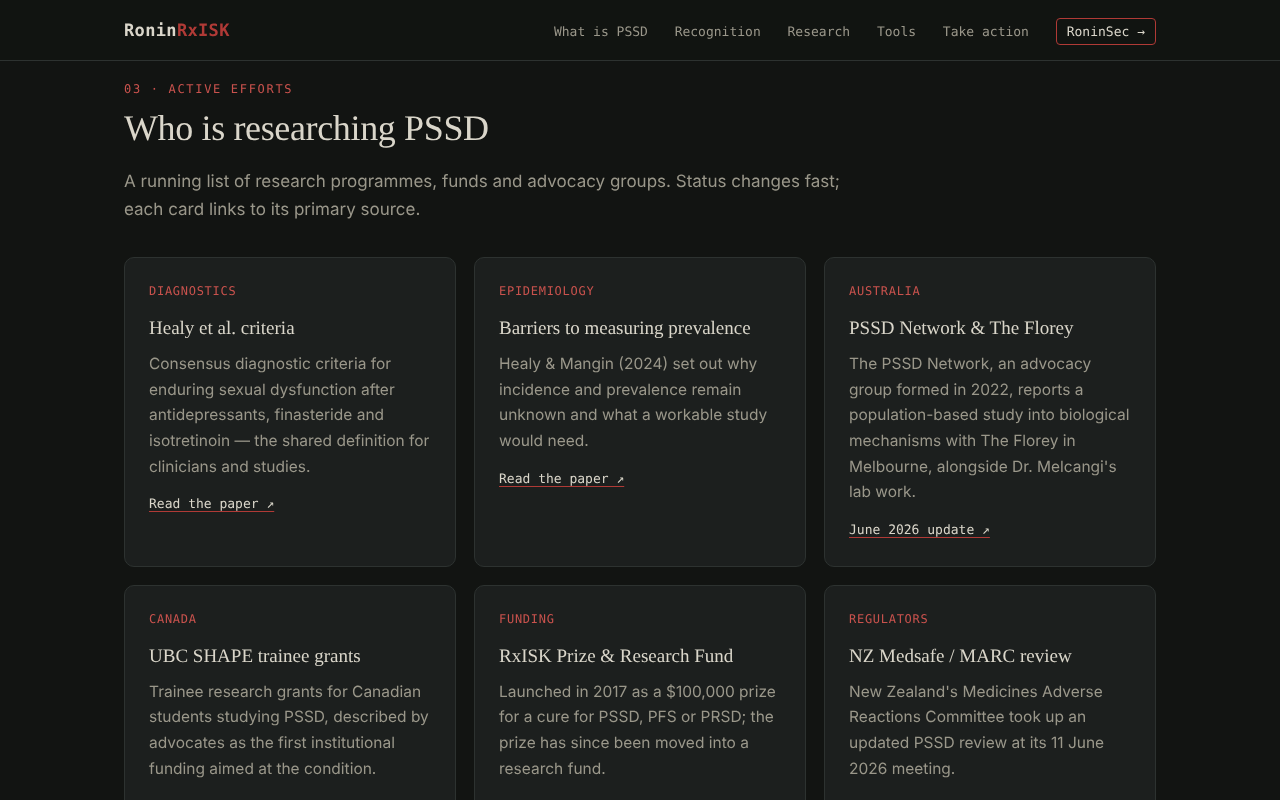 RoninRxISK
What is PSSD
Recognition
Research
Tools
Take action
RoninSec →
03 · ACTIVE EFFORTS
Who is researching PSSD
A running list of research programmes, funds and advocacy groups. Status changes fast;
each card links to its primary source.
DIAGNOSTICS
Healy et al. criteria
Consensus diagnostic criteria for
enduring sexual dysfunction after
antidepressants, finasteride and
isotretinoin — the shared definition for
clinicians and studies.
Read the paper ↗
EPIDEMIOLOGY
Barriers to measuring prevalence
Healy & Mangin (2024) set out why
incidence and prevalence remain
unknown and what a workable study
would need.
Read the paper ↗
AUSTRALIA
PSSD Network & The Florey
The PSSD Network, an advocacy
group formed in 2022, reports a
population-based study into biological
mechanisms with The Florey in
Melbourne, alongside Dr. Melcangi's
lab work.
June 2026 update ↗
CANADA
UBC SHAPE trainee grants
Trainee research grants for Canadian
students studying PSSD, described by
advocates as the first institutional
funding aimed at the condition.
FUNDING
RxISK Prize & Research Fund
Launched in 2017 as a $100,000 prize
for a cure for PSSD, PFS or PRSD; the
prize has since been moved into a
research fund.
REGULATORS
NZ Medsafe / MARC review
New Zealand's Medicines Adverse
Reactions Committee took up an
updated PSSD review at its 11 June
2026 meeting.